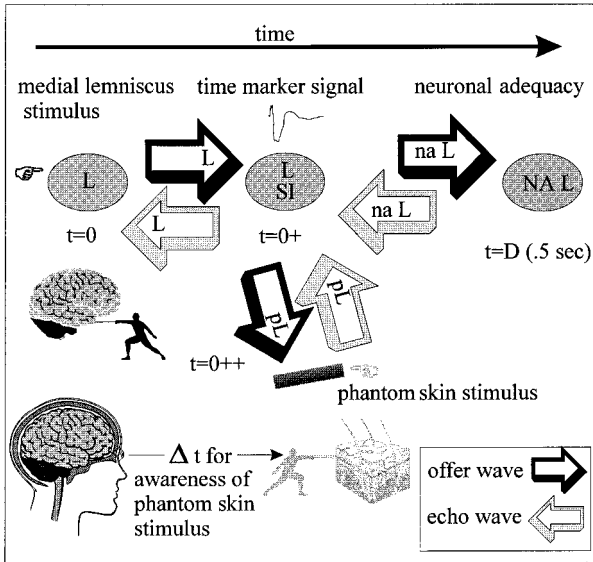 time
medial lemniscus
stimulus
time marker signal
neuronal adequacy
L
L
L
SI
na L
NA L
L
na L
t=0
t=0+
t=D (.5 sec)
pL
pL
t=0++
phantom skin stimulus
Δ t for
awareness of
phantom skin
stimulus
offer wave
echo wave